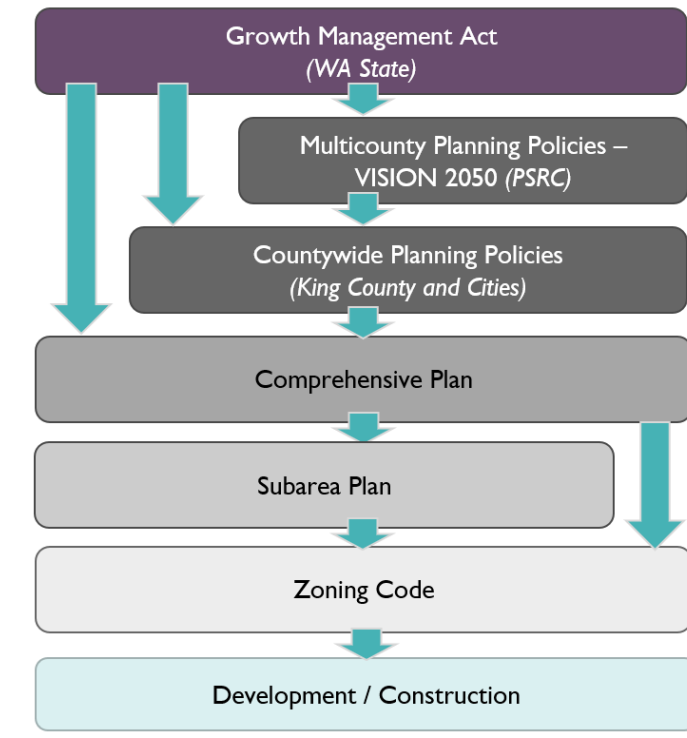 Growth Management Act
(WA State)
Multicounty Planning Policies –
VISION 2050 (PSRC)
Countywide Planning Policies
(King County and Cities)
Comprehensive Plan
Subarea Plan
Zoning Code
Development / Construction